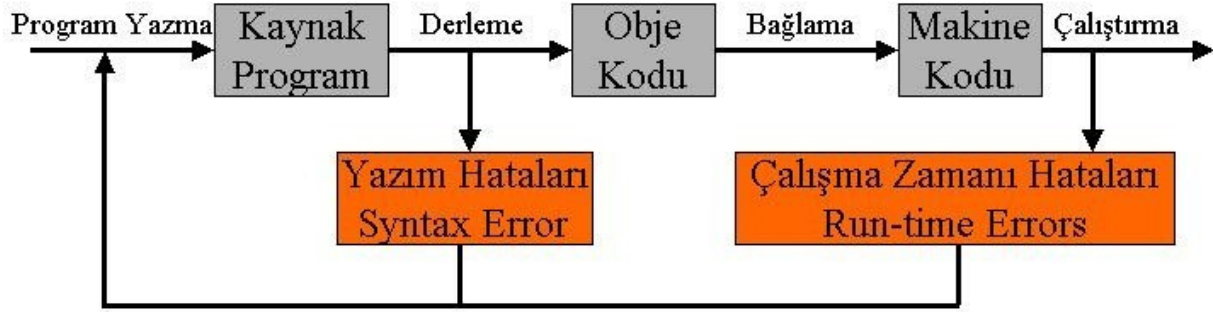 Program Yazma
Kaynak
Program
Derleme
Obje
Kodu
Bağlama
Makine
Kodu
Çalıştırma
Yazım Hataları
Syntax Error
Çalışma Zamanı Hataları
Run-time Errors